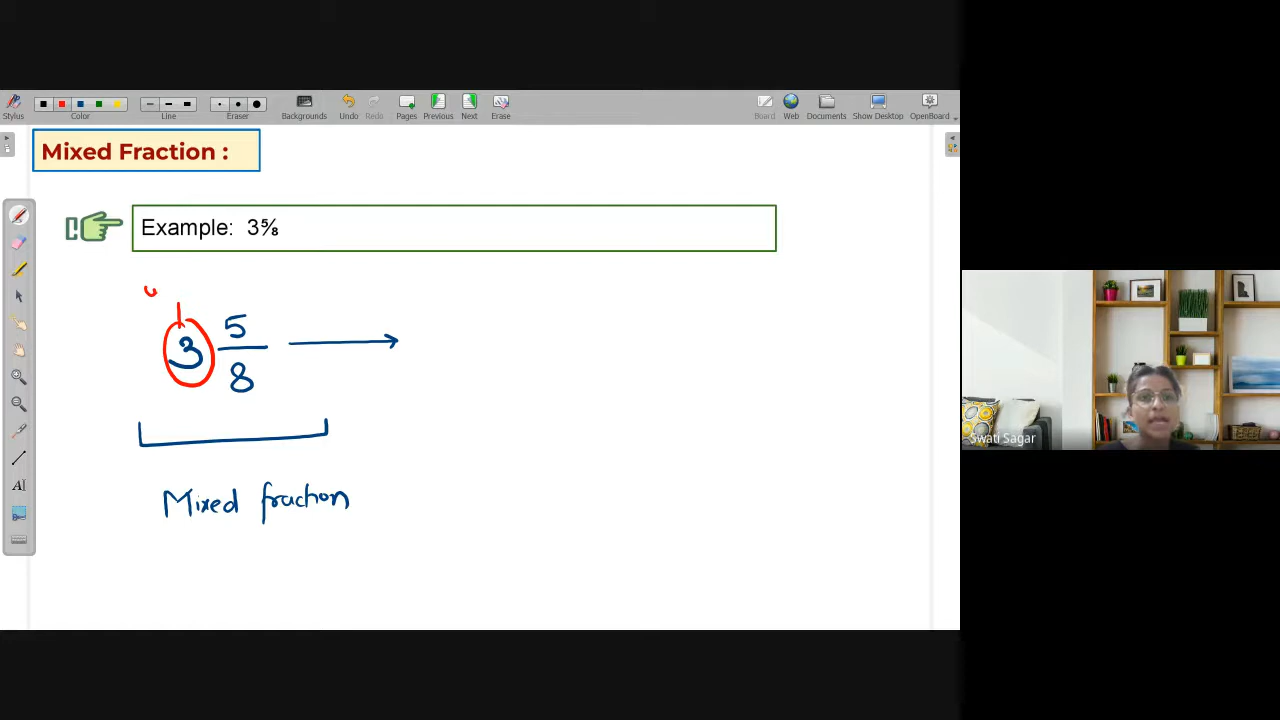 Stylus Color Line Eraser Backgrounds Undo Redo Pages Previous Next Erase Board Web Documents Show Desktop OpenBoard
Mixed Fraction :
Example: 3⅝
3 5/8
Mixed fraction
Swati Sagar